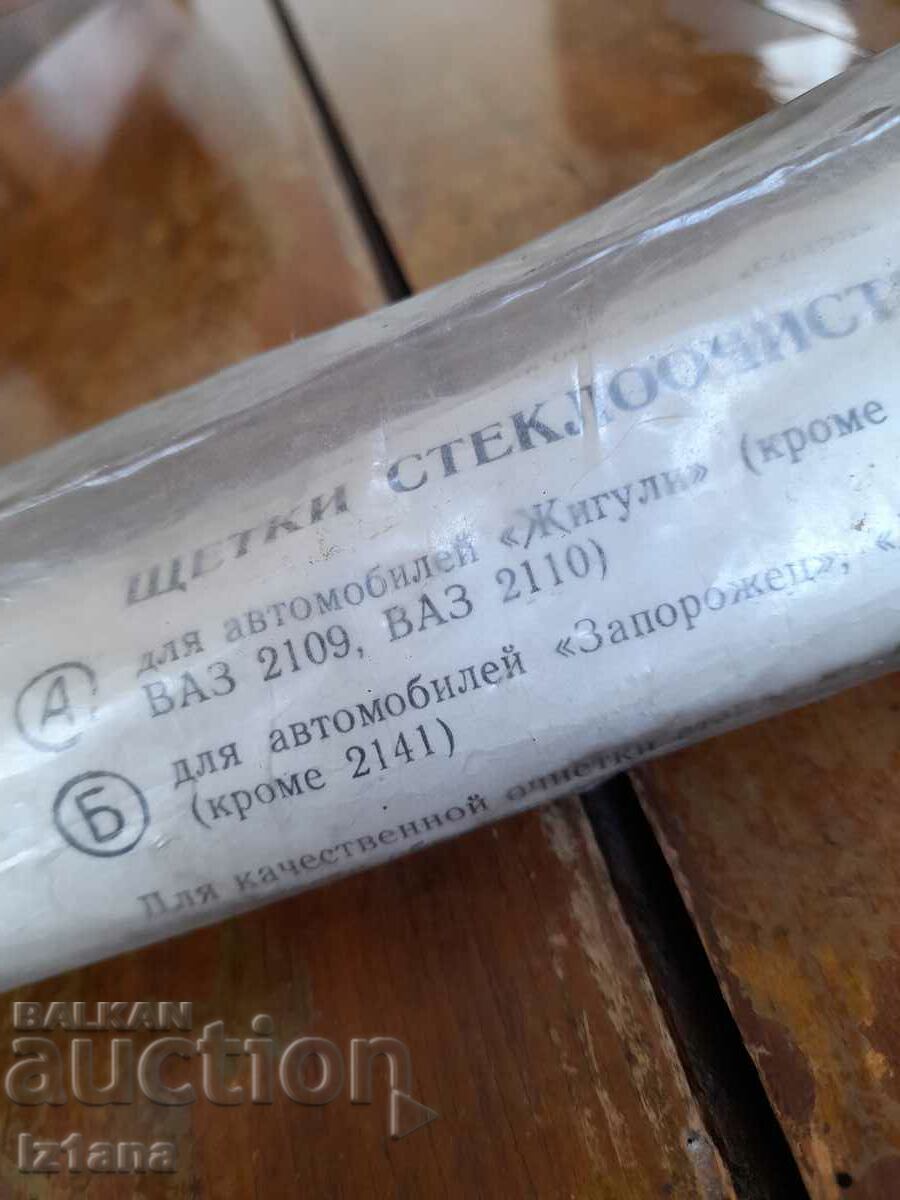 ЩЕТКИ СТЕКЛООЧИСТ
А для автомобилей «Жигули» (кроме
ВАЗ 2109, ВАЗ 2110)
Б для автомобилей «Запорожец», «
(кроме 2141)
Для качественной очистки
BALKAN
auction
Iz1ana